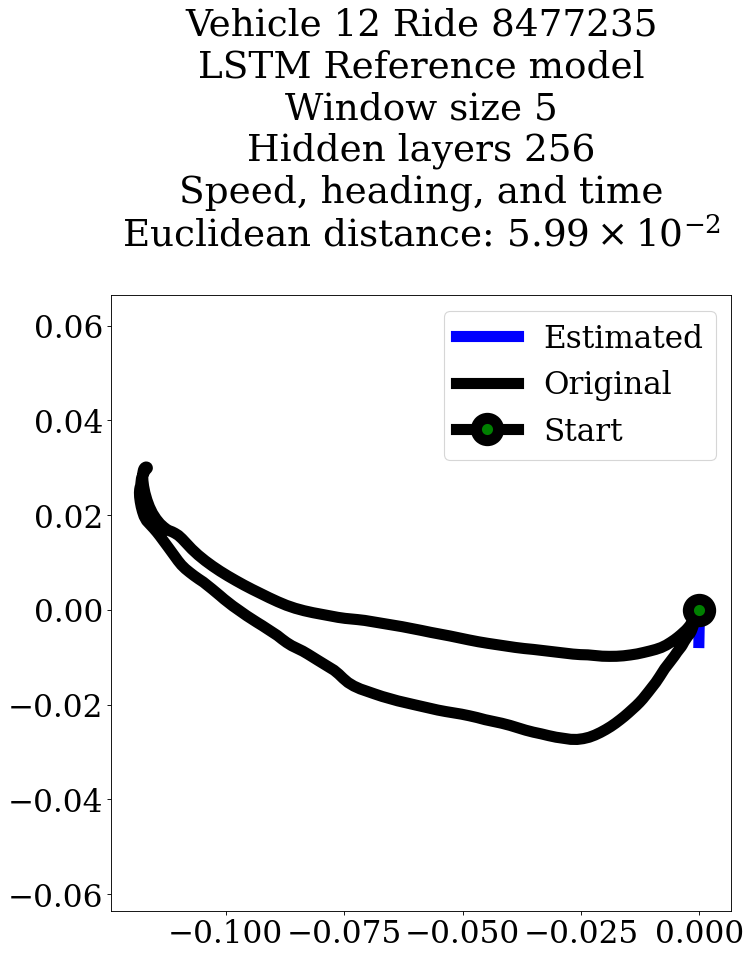 Vehicle 12 Ride 8477235
LSTM Reference model
Window size 5
Hidden layers 256
Speed, heading, and time
Euclidean distance: 5.99 × 10⁻²
Estimated
Original
Start
0.06
0.04
0.02
0.00
−0.02
−0.04
−0.06
−0.100 −0.075 −0.050 −0.025 0.000